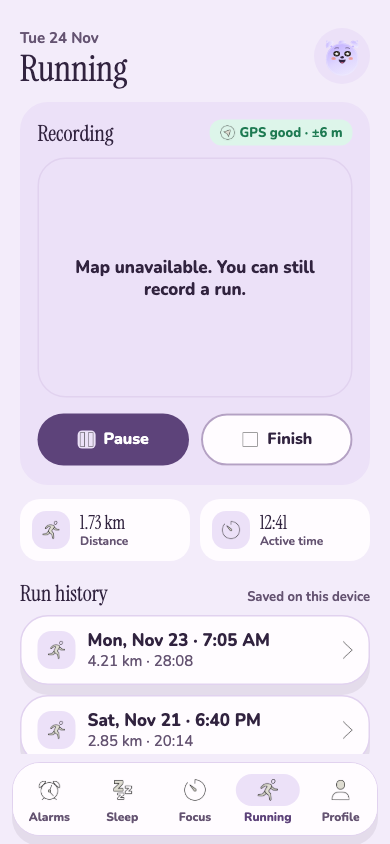 Tue 24 Nov
Running
Recording
GPS good · ±6 m
Map unavailable. You can still
record a run.
Pause
Finish
1.73 km
Distance
12:41
Active time
Run history
Saved on this device
Mon, Nov 23 · 7:05 AM
4.21 km · 28:08
Sat, Nov 21 · 6:40 PM
2.85 km · 20:14
Alarms
Sleep
Focus
Running
Profile